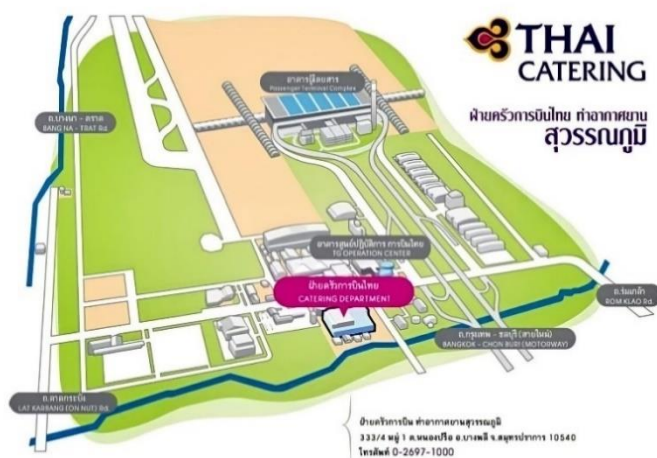 THAI
CATERING
ฝ่ายครัวการบินไทย ท่าอากาศยาน
สุวรรณภูมิ
อาคารผู้โดยสาร
Passenger Terminal Complex
ถ.บางนา - ตราด
BANG NA - TRAT Rd.
อาคารศูนย์ปฏิบัติการ การบินไทย
TG OPERATION CENTER
ฝ่ายครัวการบินไทย
CATERING DEPARTMENT
ถ.ร่มเกล้า
ROM KLAO Rd.
ถ.กรุงเทพ - ชลบุรี (สายใหม่)
BANGKOK - CHON BURI (MOTORWAY)
ถ.ลาดกระบัง
LAT KRABANG (ON NUT) Rd.
ฝ่ายครัวการบิน ท่าอากาศยานสุวรรณภูมิ
333/4 หมู่ 1 ต.หนองปรือ อ.บางพลี จ.สมุทรปราการ 10540
โทรศัพท์ 0-2697-1000